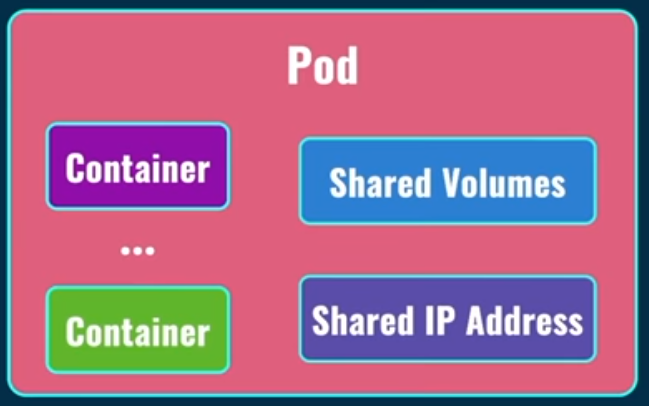 Pod
Container
Shared Volumes
...
Container
Shared IP Address